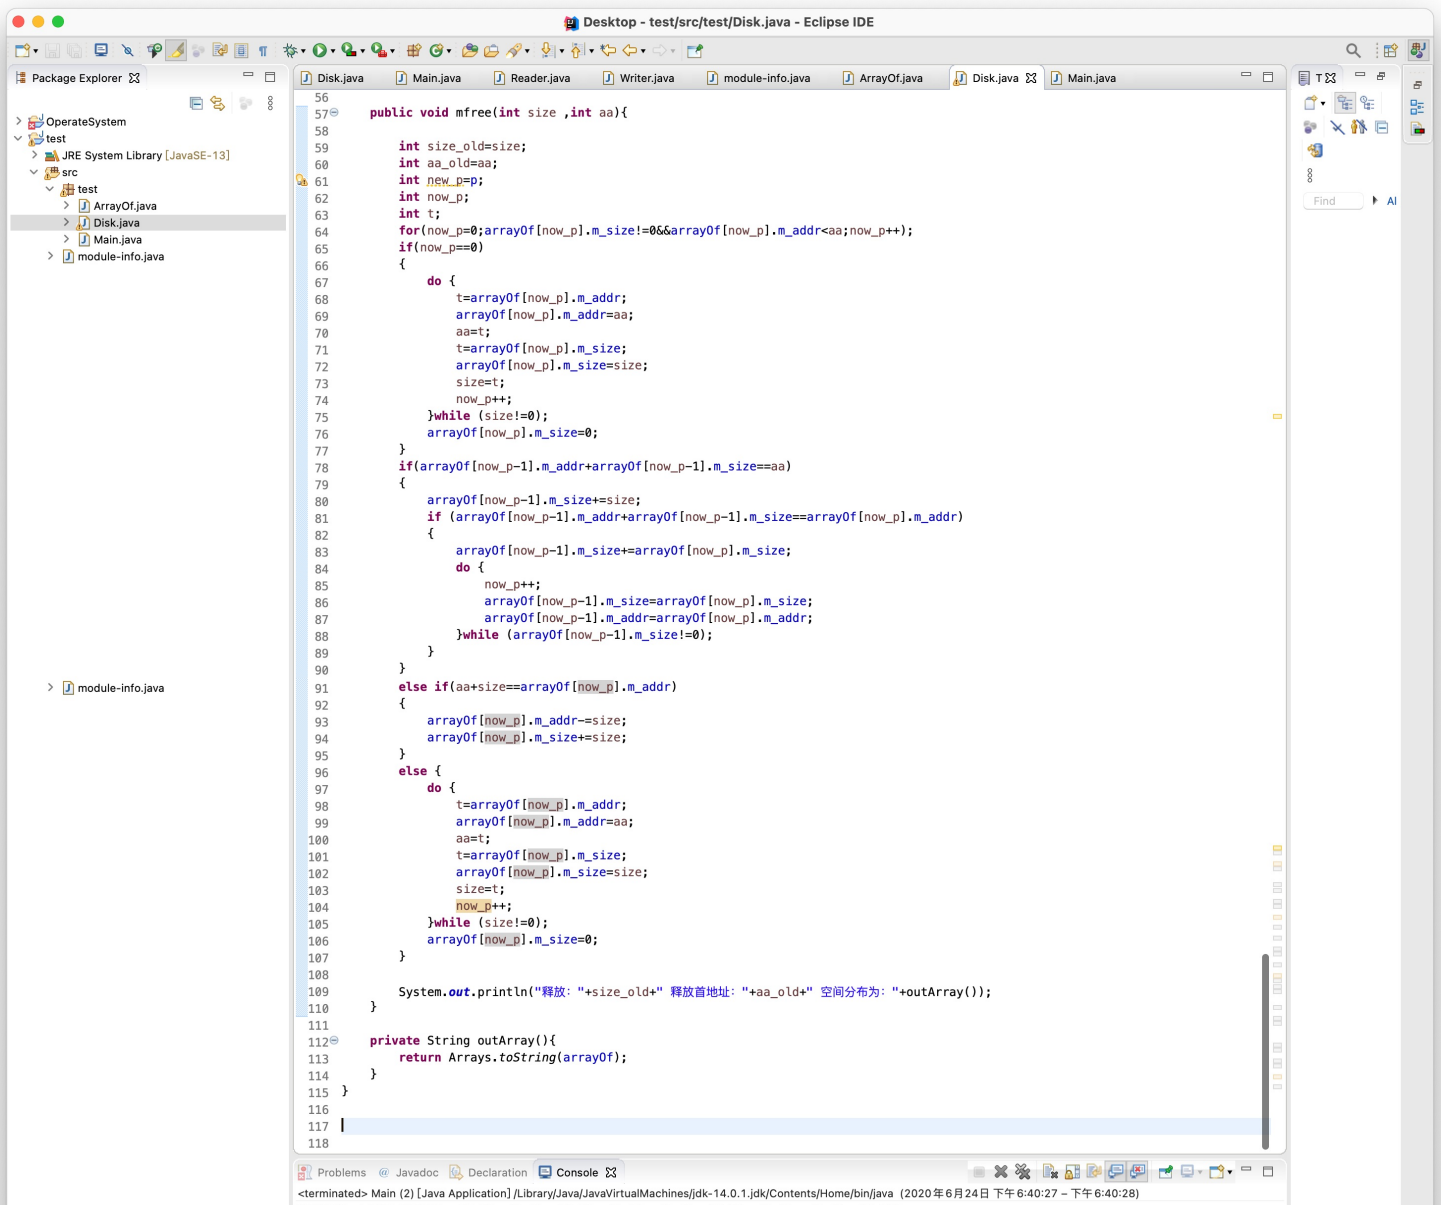 Desktop - test/src/test/Disk.java - Eclipse IDE
Package Explorer
Disk.java
Main.java
Reader.java
Writer.java
module-info.java
ArrayOf.java
Disk.java
Main.java
T
OperateSystem
test
JRE System Library [JavaSE-13]
src
test
ArrayOf.java
Disk.java
Main.java
module-info.java
module-info.java
Find
Al
56
57 public void mfree(int size ,int aa){
58
59 int size_old=size;
60 int aa_old=aa;
61 int new_p=p;
62 int now_p;
63 int t;
64 for(now_p=0;arrayOf[now_p].m_size!=0&&arrayOf[now_p].m_addr<aa;now_p++);
65 if(now_p==0)
66 {
67 do {
68 t=arrayOf[now_p].m_addr;
69 arrayOf[now_p].m_addr=aa;
70 aa=t;
71 t=arrayOf[now_p].m_size;
72 arrayOf[now_p].m_size=size;
73 size=t;
74 now_p++;
75 }while (size!=0);
76 arrayOf[now_p].m_size=0;
77 }
78 if(arrayOf[now_p-1].m_addr+arrayOf[now_p-1].m_size==aa)
79 {
80 arrayOf[now_p-1].m_size+=size;
81 if (arrayOf[now_p-1].m_addr+arrayOf[now_p-1].m_size==arrayOf[now_p].m_addr)
82 {
83 arrayOf[now_p-1].m_size+=arrayOf[now_p].m_size;
84 do {
85 now_p++;
86 arrayOf[now_p-1].m_size=arrayOf[now_p].m_size;
87 arrayOf[now_p-1].m_addr=arrayOf[now_p].m_addr;
88 }while (arrayOf[now_p-1].m_size!=0);
89 }
90 }
91 else if(aa+size==arrayOf[now_p].m_addr)
92 {
93 arrayOf[now_p].m_addr-=size;
94 arrayOf[now_p].m_size+=size;
95 }
96 else {
97 do {
98 t=arrayOf[now_p].m_addr;
99 arrayOf[now_p].m_addr=aa;
100 aa=t;
101 t=arrayOf[now_p].m_size;
102 arrayOf[now_p].m_size=size;
103 size=t;
104 now_p++;
105 }while (size!=0);
106 arrayOf[now_p].m_size=0;
107 }
108
109 System.out.println("释放："+size_old+" 释放首地址："+aa_old+" 空间分布为："+outArray());
110 }
111
112 private String outArray(){
113 return Arrays.toString(arrayOf);
114 }
115 }
116
117
118
Problems
@ Javadoc
Declaration
Console
<terminated> Main (2) [Java Application] /Library/Java/JavaVirtualMachines/jdk-14.0.1.jdk/Contents/Home/bin/java (2020年6月24日 下午6:40:27 – 下午6:40:28)